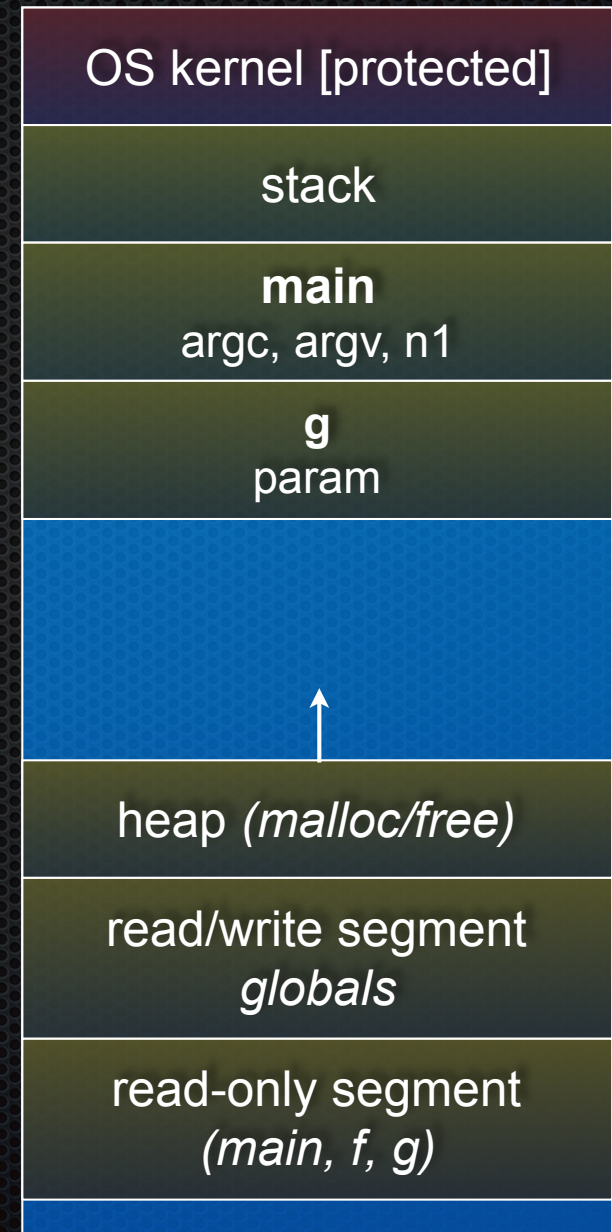 OS kernel [protected]
stack
main
argc, argv, n1
g
param
heap (malloc/free)
read/write segment
globals
read-only segment
(main, f, g)